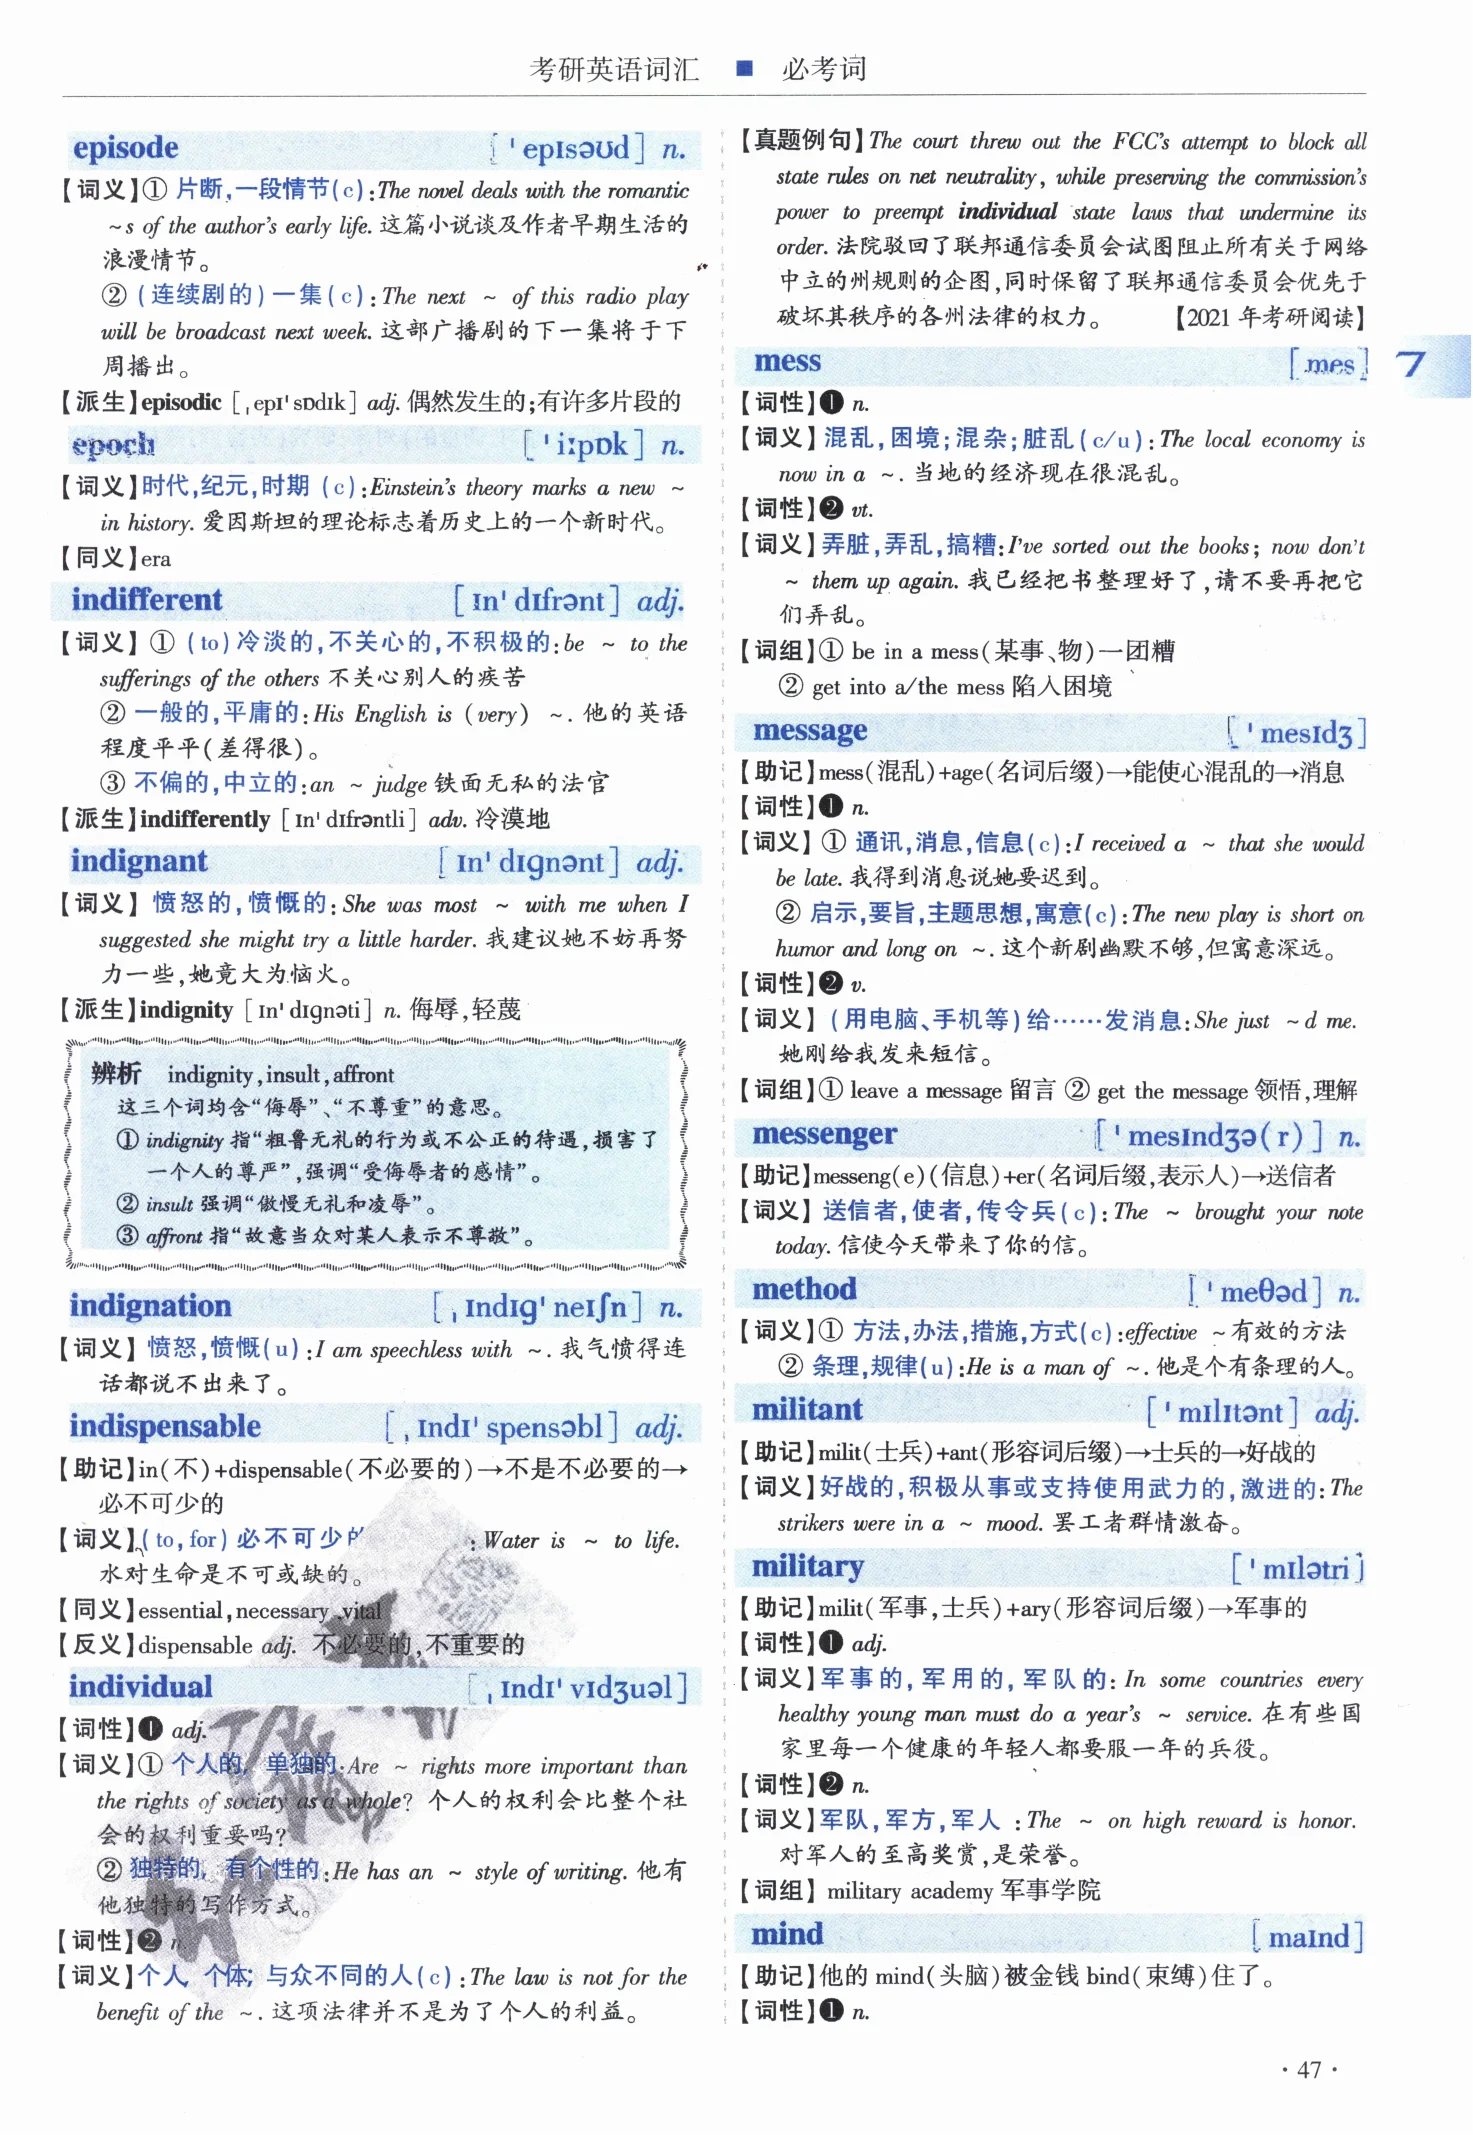 考研英语词汇 ■ 必考词
episode [ˈepɪsəʊd] n.
【词义】① 片断,一段情节(c):The novel deals with the romantic
~s of the author's early life. 这篇小说谈及作者早期生活的
浪漫情节。
② (连续剧的)一集(c):The next ~ of this radio play
will be broadcast next week. 这部广播剧的下一集将于下
周播出。
【派生】episodic [ˌepɪˈsɒdɪk] adj. 偶然发生的;有许多片段的
epoch [ˈiːpɒk] n.
【词义】时代,纪元,时期 (c):Einstein's theory marks a new ~
in history. 爱因斯坦的理论标志着历史上的一个新时代。
【同义】era
indifferent [ɪnˈdɪfrənt] adj.
【词义】① (to)冷淡的,不关心的,不积极的:be ~ to the
sufferings of the others 不关心别人的疾苦
② 一般的,平庸的:His English is (very) ~. 他的英语
程度平平(差得很)。
③ 不偏的,中立的:an ~ judge 铁面无私的法官
【派生】indifferently [ɪnˈdɪfrəntli] adv. 冷漠地
indignant [ɪnˈdɪgnənt] adj.
【词义】愤怒的,愤慨的:She was most ~ with me when I
suggested she might try a little harder. 我建议她不妨再努
力一些,她竟大为恼火。
【派生】indignity [ɪnˈdɪgnəti] n. 侮辱,轻蔑
辨析 indignity,insult,affront
这三个词均含“侮辱”、“不尊重”的意思。
① indignity 指“粗鲁无礼的行为或不公正的待遇,损害了
一个人的尊严”,强调“受侮辱者的感情”。
② insult 强调“傲慢无礼和凌辱”。
③ affront 指“故意当众对某人表示不尊敬”。
indignation [ˌɪndɪgˈneɪʃn] n.
【词义】愤怒,愤慨(u):I am speechless with ~. 我气愤得连
话都说不出来了。
indispensable [ˌɪndɪˈspensəbl] adj.
【助记】in(不)+dispensable(不必要的)→不是不必要的→
必不可少的
【词义】(to,for)必不可少的:Water is ~ to life.
水对生命是不可或缺的。
【同义】essential,necessary,vital
【反义】dispensable adj. 不必要的,不重要的
individual [ˌɪndɪˈvɪdʒuəl]
【词性】❶ adj.
【词义】① 个人的,单独的:Are ~ rights more important than
the rights of society as a whole? 个人的权利会比整个社
会的权利重要吗?
② 独特的,有个性的:He has an ~ style of writing. 他有
他独特的写作方式。
【词性】❷ n
【词义】个人,个体;与众不同的人(c):The law is not for the
benefit of the ~. 这项法律并不是为了个人的利益。
【真题例句】The court threw out the FCC's attempt to block all
state rules on net neutrality, while preserving the commission's
power to preempt individual state laws that undermine its
order. 法院驳回了联邦通信委员会试图阻止所有关于网络
中立的州规则的企图,同时保留了联邦通信委员会优先于
破坏其秩序的各州法律的权力。 【2021 年考研阅读】
mess [mes]
7
【词性】❶ n.
【词义】混乱,困境;混杂;脏乱(c/u):The local economy is
now in a ~. 当地的经济现在很混乱。
【词性】❷ vt.
【词义】弄脏,弄乱,搞糟:I've sorted out the books; now don't
~ them up again. 我已经把书整理好了,请不要再把它
们弄乱。
【词组】① be in a mess(某事、物)一团糟
② get into a/the mess 陷入困境
message [ˈmesɪdʒ]
【助记】mess(混乱)+age(名词后缀)→能使心混乱的→消息
【词性】❶ n.
【词义】① 通讯,消息,信息(c):I received a ~ that she would
be late. 我得到消息说她要迟到。
② 启示,要旨,主题思想,寓意(c):The new play is short on
humor and long on ~. 这个新剧幽默不够,但寓意深远。
【词性】❷ v.
【词义】(用电脑、手机等)给……发消息:She just ~d me.
她刚给我发来短信。
【词组】① leave a message 留言 ② get the message 领悟,理解
messenger [ˈmesɪndʒə(r)] n.
【助记】messeng(e)(信息)+er(名词后缀,表示人)→送信者
【词义】送信者,使者,传令兵(c):The ~ brought your note
today. 信使今天带来了你的信。
method [ˈmeθəd] n.
【词义】① 方法,办法,措施,方式(c):effective ~有效的方法
② 条理,规律(u):He is a man of ~. 他是个有条理的人。
militant [ˈmɪlɪtənt] adj.
【助记】milit(士兵)+ant(形容词后缀)→士兵的→好战的
【词义】好战的,积极从事或支持使用武力的,激进的:The
strikers were in a ~ mood. 罢工者群情激奋。
military [ˈmɪlətri]
【助记】milit(军事,士兵)+ary(形容词后缀)→军事的
【词性】❶ adj.
【词义】军事的,军用的,军队的:In some countries every
healthy young man must do a year's ~ service. 在有些国
家里每一个健康的年轻人都要服一年的兵役。
【词性】❷ n.
【词义】军队,军方,军人 :The ~ on high reward is honor.
对军人的至高奖赏,是荣誉。
【词组】military academy 军事学院
mind [maɪnd]
【助记】他的 mind(头脑)被金钱 bind(束缚)住了。
【词性】❶ n.
· 47 ·